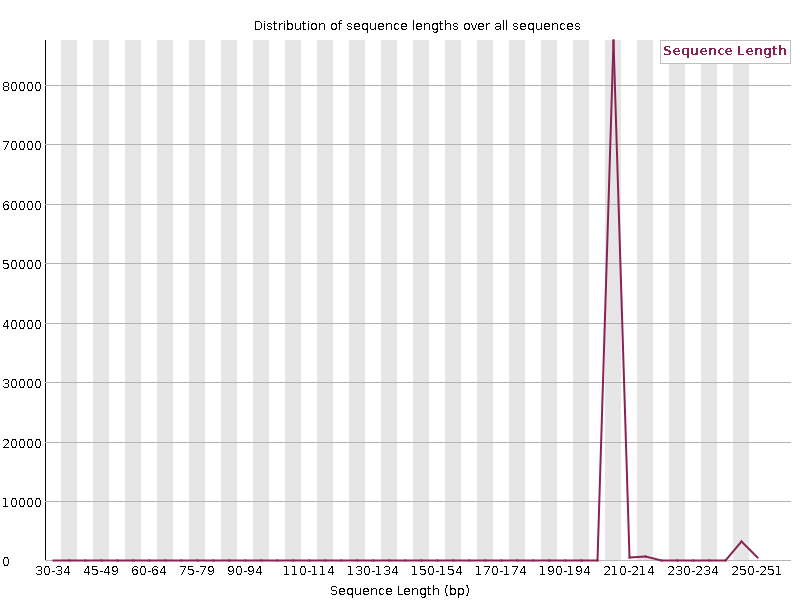 Distribution of sequence lengths over all sequences
Sequence Length
80000
70000
60000
50000
40000
30000
20000
10000
0
30-34 45-49 60-64 75-79 90-94 110-114 130-134 150-154 170-174 190-194 210-214 230-234 250-251
Sequence Length (bp)